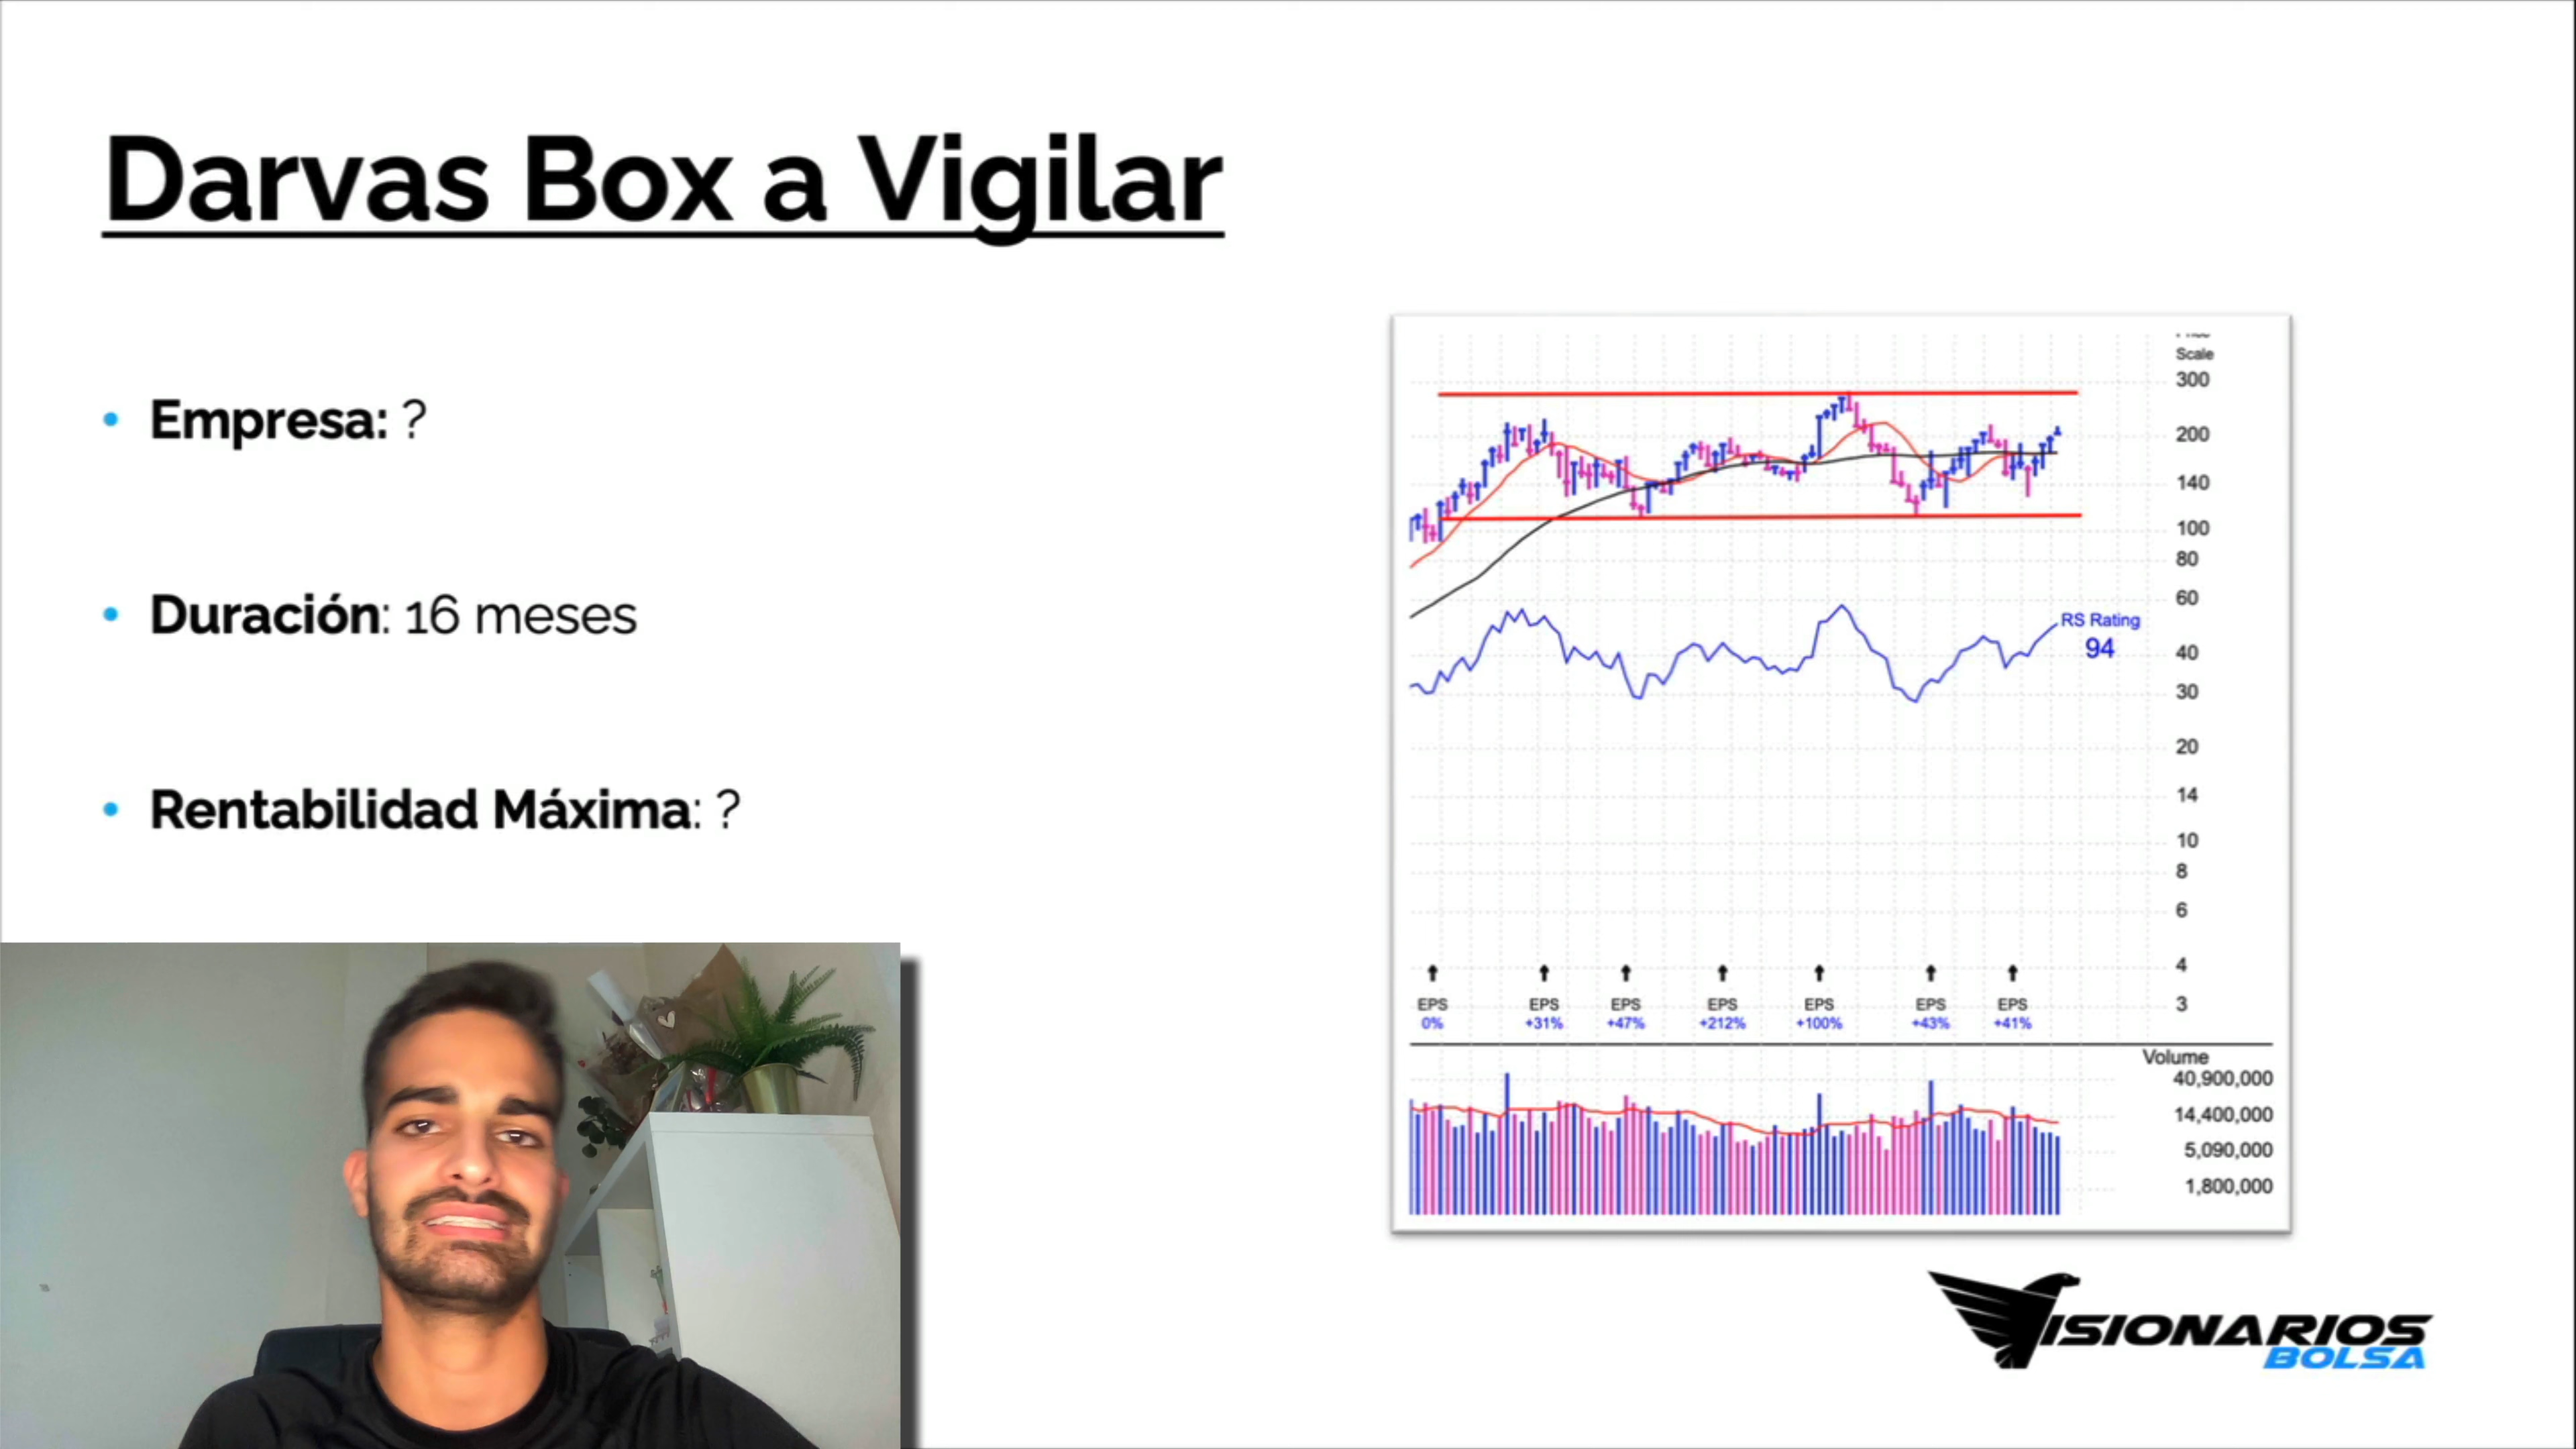 Darvas Box a Vigilar
• Empresa: ?
• Duración: 16 meses
• Rentabilidad Máxima: ?
Scale
300
200
140
100
80
60
RS Rating
94
40
30
20
14
10
8
6
4
3
EPS EPS EPS EPS EPS EPS EPS
0% +31% +47% +212% +100% +43% +41%
Volume
40,900,000
14,400,000
5,090,000
1,800,000
VISIONARIOS
BOLSA